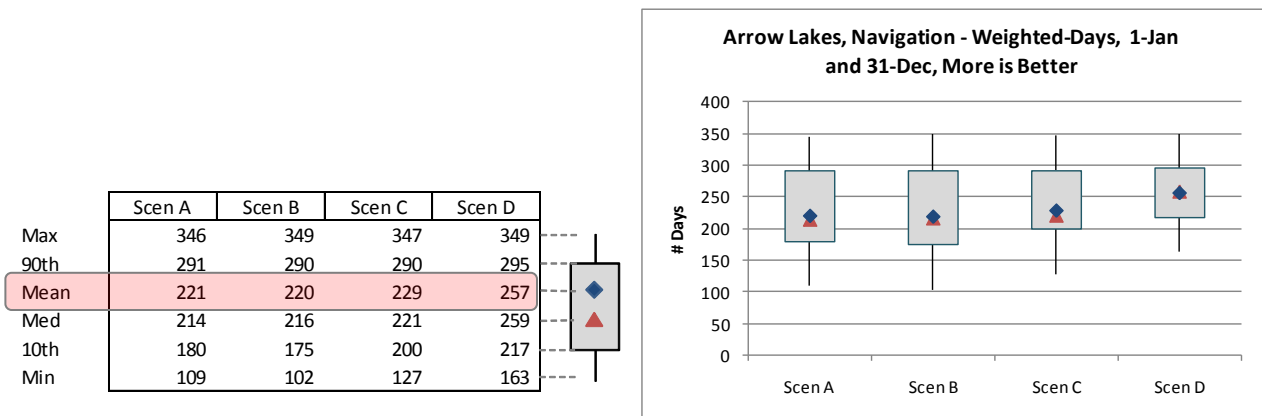 Scen A Scen B Scen C Scen D
Max 346 349 347 349
90th 291 290 290 295
Mean 221 220 229 257
Med 214 216 221 259
10th 180 175 200 217
Min 109 102 127 163
Arrow Lakes, Navigation - Weighted-Days, 1-Jan
and 31-Dec, More is Better
# Days
400
350
300
250
200
150
100
50
0
Scen A Scen B Scen C Scen D